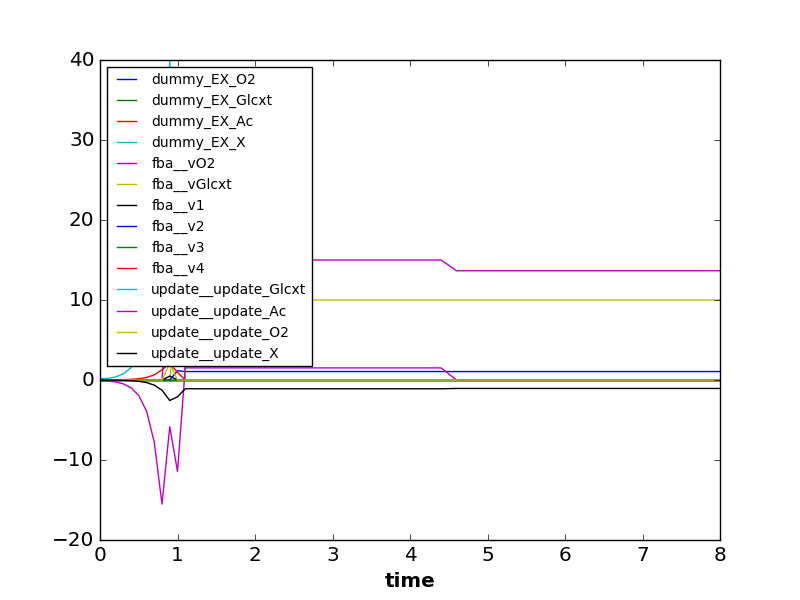 40
30
20
10
0
−10
−20
dummy_EX_O2
dummy_EX_Glcxt
dummy_EX_Ac
dummy_EX_X
fba__vO2
fba__vGlcxt
fba__v1
fba__v2
fba__v3
fba__v4
update__update_Glcxt
update__update_Ac
update__update_O2
update__update_X
0 1 2 3 4 5 6 7 8
time